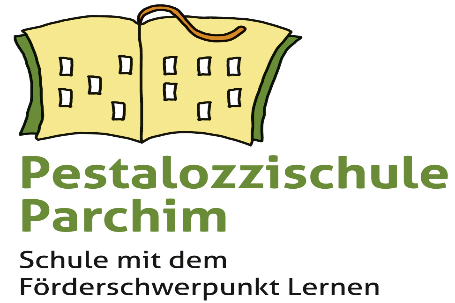 Pestalozzischule
Parchim
Schule mit dem
Förderschwerpunkt Lernen